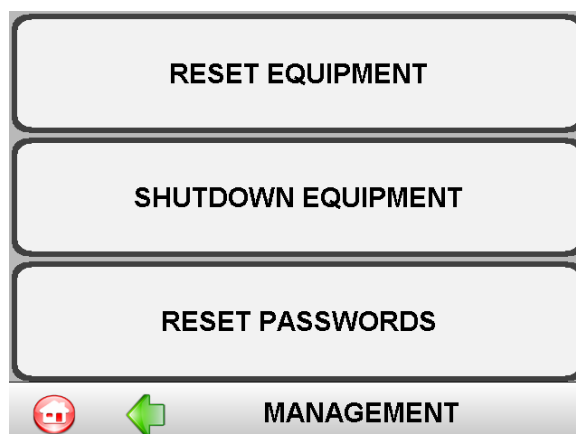 RESET EQUIPMENT
SHUTDOWN EQUIPMENT
RESET PASSWORDS
MANAGEMENT